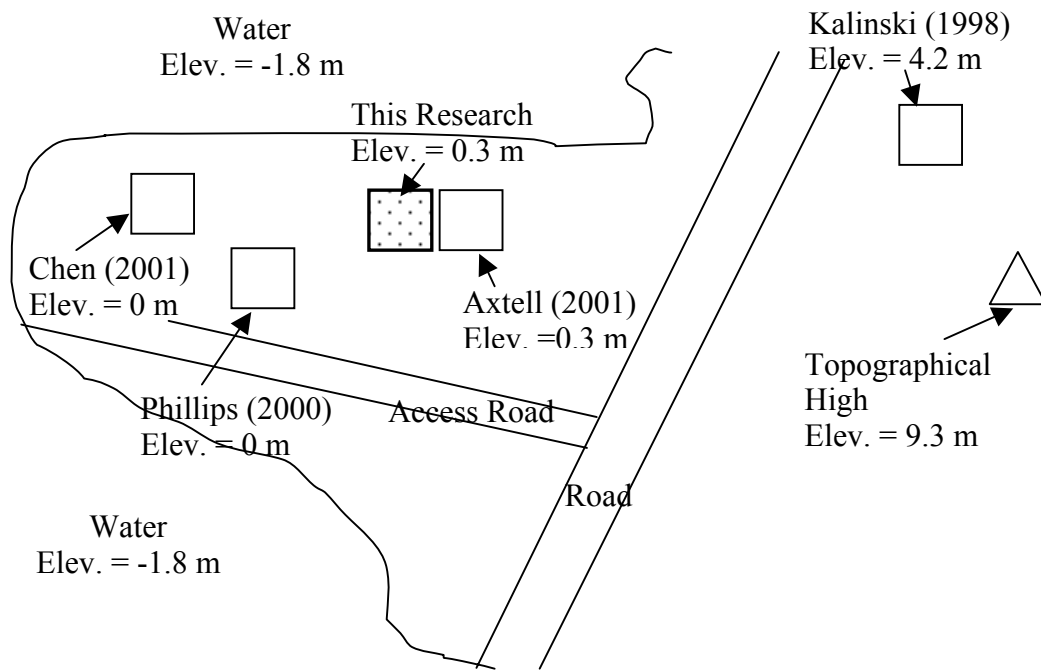 Water
Elev. = -1.8 m
Kalinski (1998)
Elev. = 4.2 m
This Research
Elev. = 0.3 m
Chen (2001)
Elev. = 0 m
Axtell (2001)
Elev. =0.3 m
Topographical
High
Elev. = 9.3 m
Phillips (2000)
Elev. = 0 m
Access Road
Road
Water
Elev. = -1.8 m